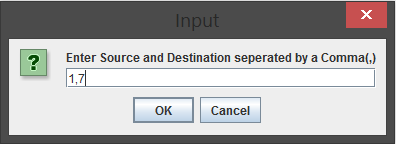 Input
Enter Source and Destination seperated by a Comma(,)
1,7
OK Cancel